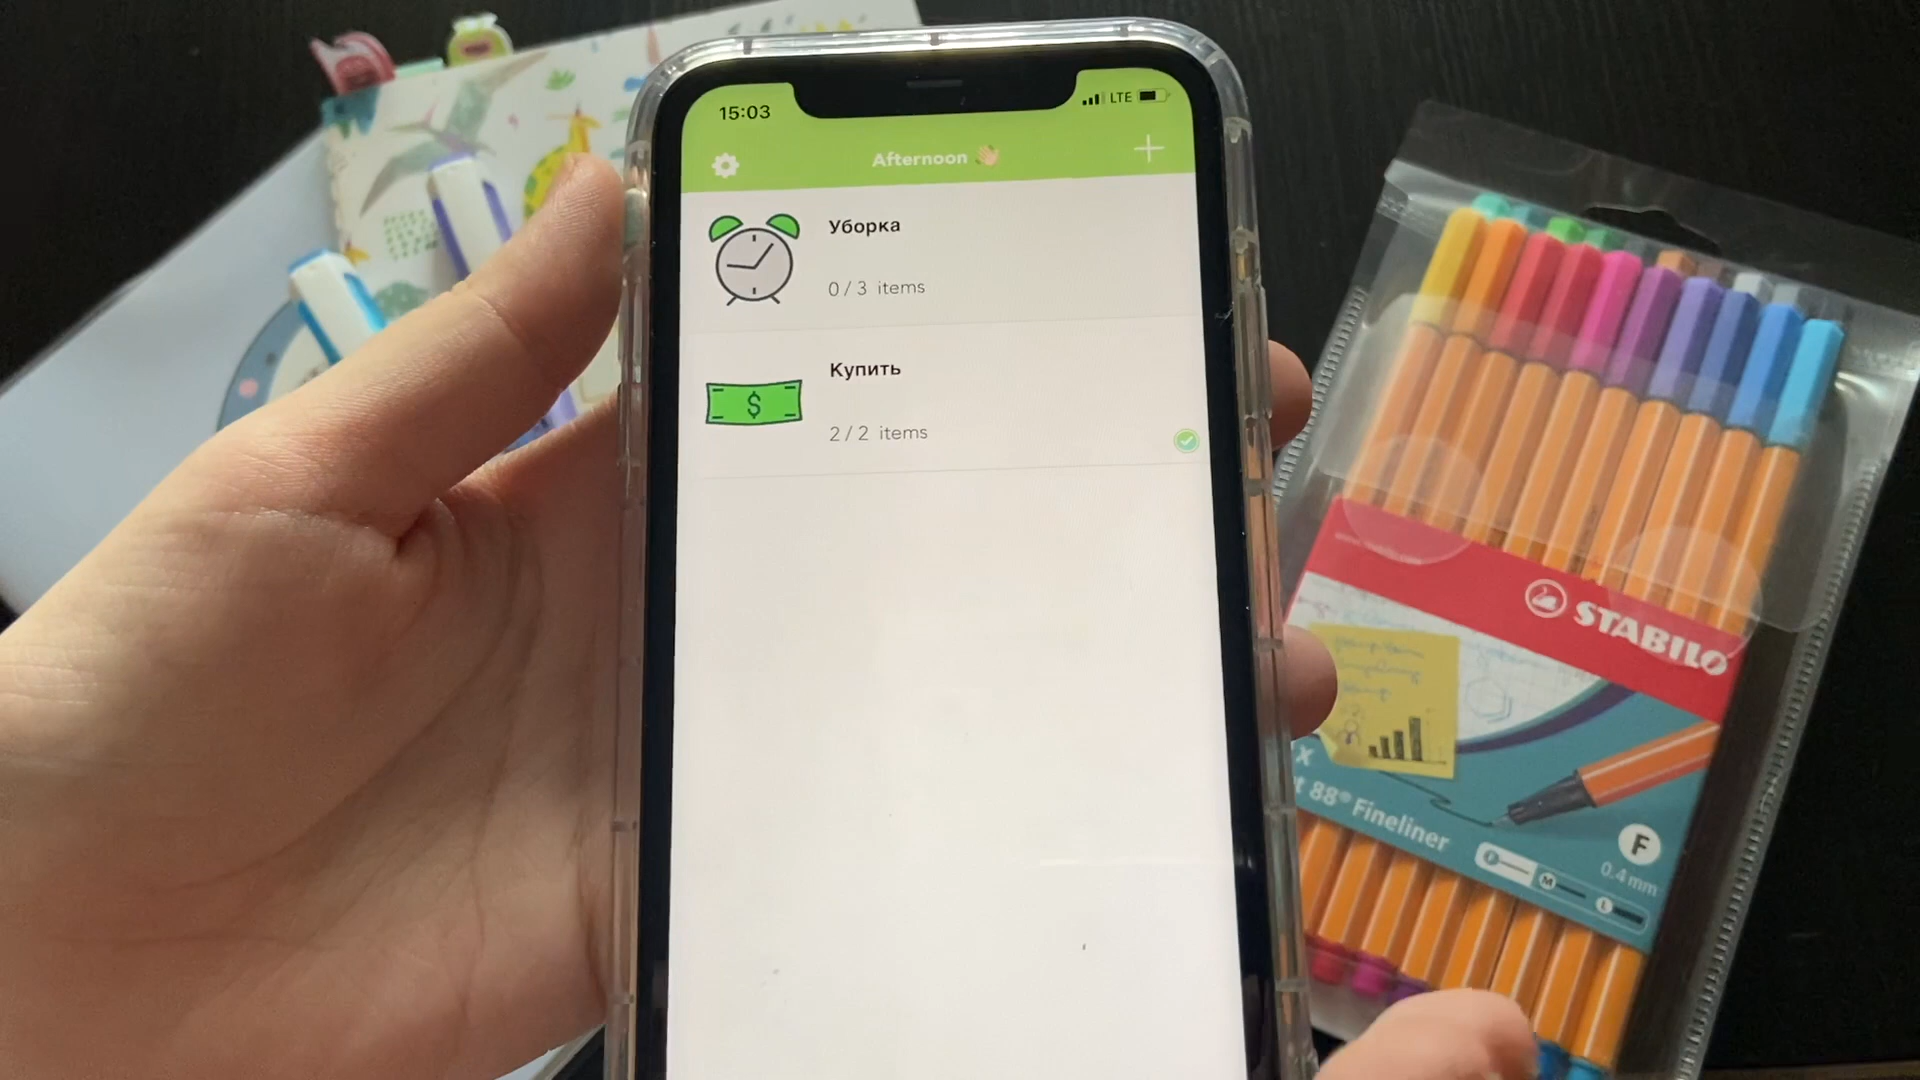 15:03
LTE
Afternoon 👋🏻
Уборка
0 / 3 items
Купить
$
2 / 2 items
STABILO
88® Fineliner
F
0.4 mm
F
M
L